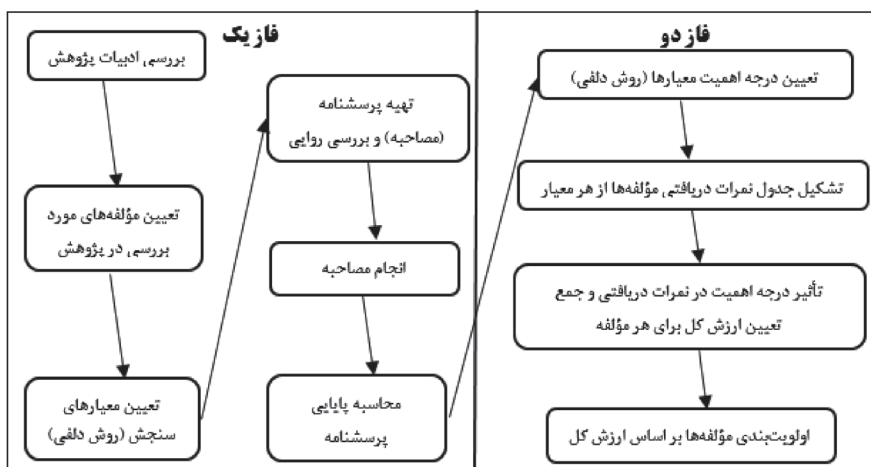 فاز یک
بررسی ادبیات پژوهش
تعیین مؤلفه‌های مورد
بررسی در پژوهش
تعیین معیارهای
سنجش (روش دلفی)
تهیه پرسشنامه
(مصاحبه) و بررسی روایی
انجام مصاحبه
محاسبه پایایی
پرسشنامه
فاز دو
تعیین درجه اهمیت معیارها (روش دلفی)
تشکیل جدول نمرات دریافتی مؤلفه‌ها از هر معیار
تأثیر درجه اهمیت در نمرات دریافتی و جمع
تعیین ارزش کل برای هر مؤلفه
اولویت‌بندی مؤلفه‌ها بر اساس ارزش کل